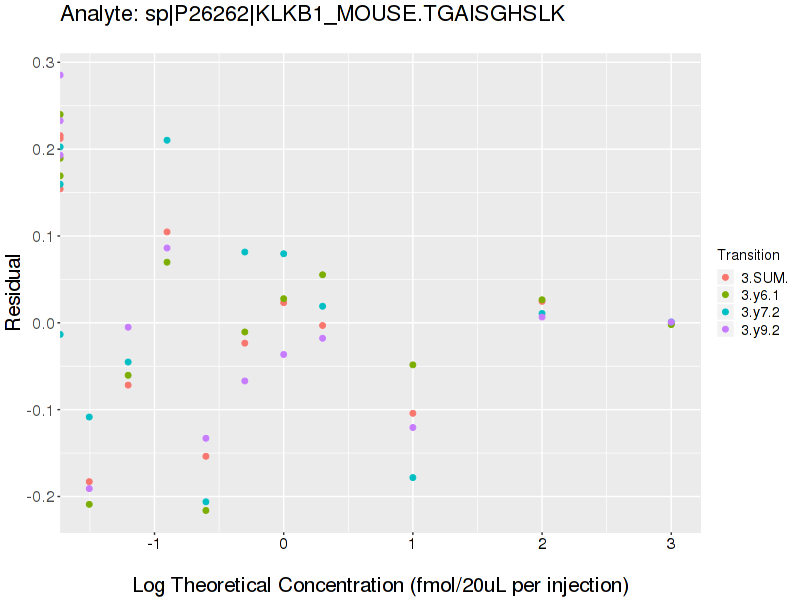 Analyte: sp|P26262|KLKB1_MOUSE.TGAISGHSLK
0.3
0.2
0.1
0.0
-0.1
-0.2
Residual
-1 0 1 2 3
Log Theoretical Concentration (fmol/20uL per injection)
Transition
3.SUM.
3.y6.1
3.y7.2
3.y9.2